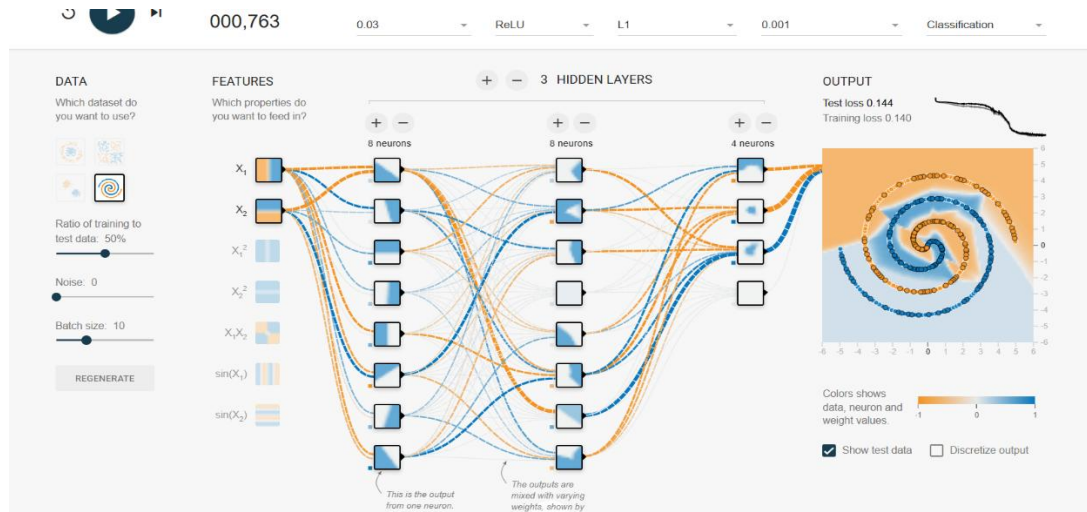 000,763
0.03
ReLU
L1
0.001
Classification
DATA
Which dataset do
you want to use?
Ratio of training to
test data: 50%
Noise: 0
Batch size: 10
REGENERATE
FEATURES
Which properties do
you want to feed in?
X1
X2
X1²
X2²
X1X2
sin(X1)
sin(X2)
+ − 3 HIDDEN LAYERS
+ −
8 neurons
+ −
8 neurons
+ −
4 neurons
This is the output
from one neuron.
The outputs are
mixed with varying
weights, shown by
OUTPUT
Test loss 0.144
Training loss 0.140
6
5
4
3
2
1
0
-1
-2
-3
-4
-5
-6
-6 -5 -4 -3 -2 -1 0 1 2 3 4 5 6
Colors shows
data, neuron and
weight values.
-1 0 1
Show test data
Discretize output